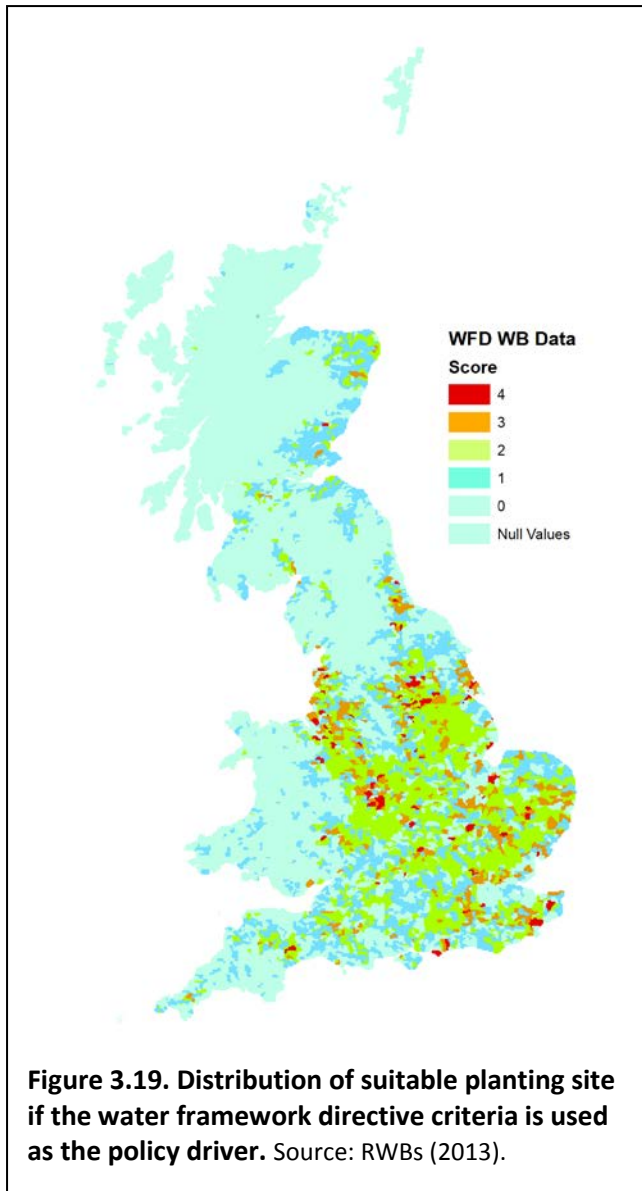 WFD WB Data
Score
4
3
2
1
0
Null Values
Figure 3.19. Distribution of suitable planting site
if the water framework directive criteria is used
as the policy driver. Source: RWBs (2013).